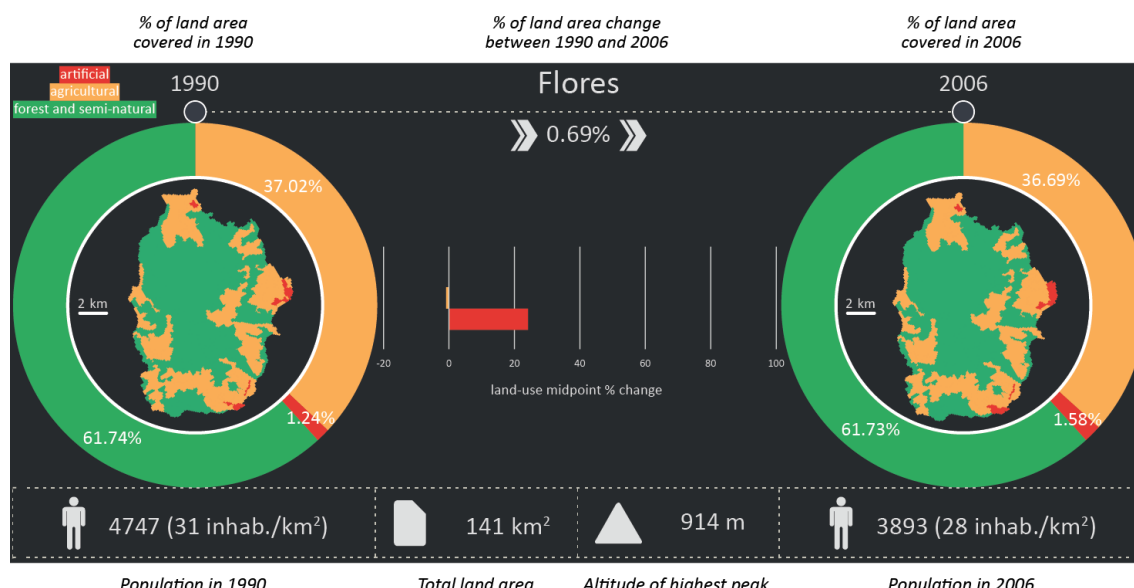 % of land area
covered in 1990
% of land area change
between 1990 and 2006
% of land area
covered in 2006
artificial
agricultural
forest and semi-natural
1990
Flores
2006
0.69%
37.02%
36.69%
2 km
2 km
-20 0 20 40 60 80 100
land-use midpoint % change
1.24%
1.58%
61.74%
61.73%
4747 (31 inhab./km²)
141 km²
914 m
3893 (28 inhab./km²)
Population in 1990
Total land area
Altitude of highest peak
Population in 2006